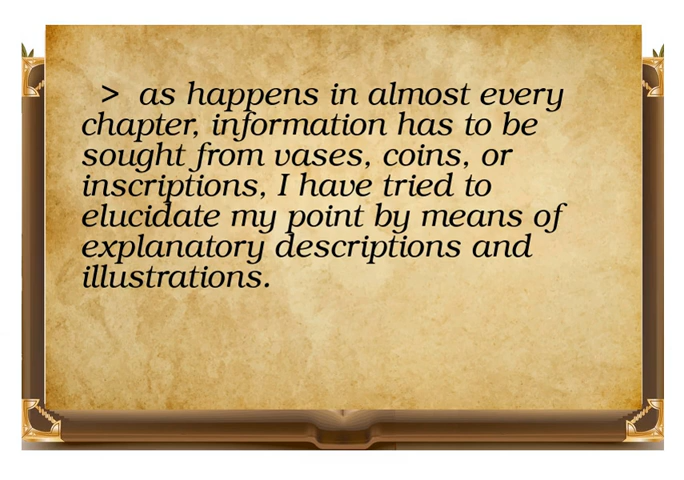 > as happens in almost every
chapter, information has to be
sought from vases, coins, or
inscriptions, I have tried to
elucidate my point by means of
explanatory descriptions and
illustrations.